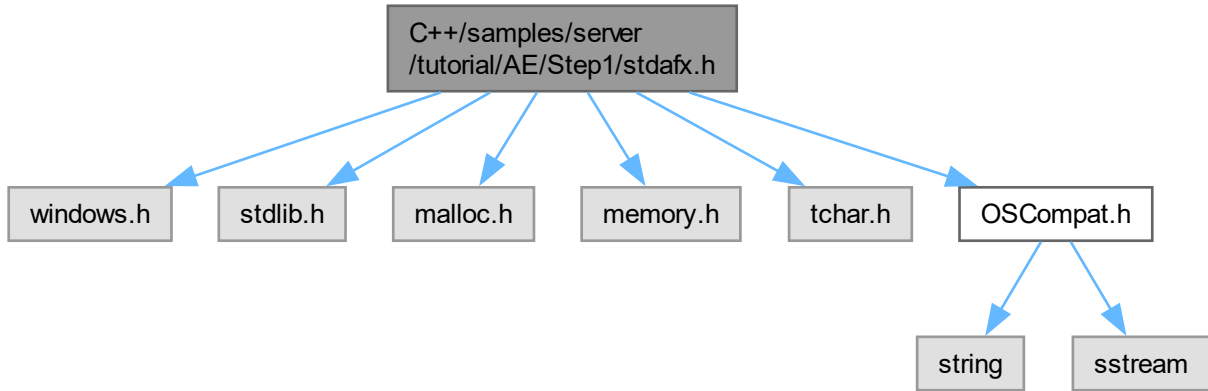 C++/samples/server
/tutorial/AE/Step1/stdafx.h
windows.h
stdlib.h
malloc.h
memory.h
tchar.h
OSCompat.h
string
sstream